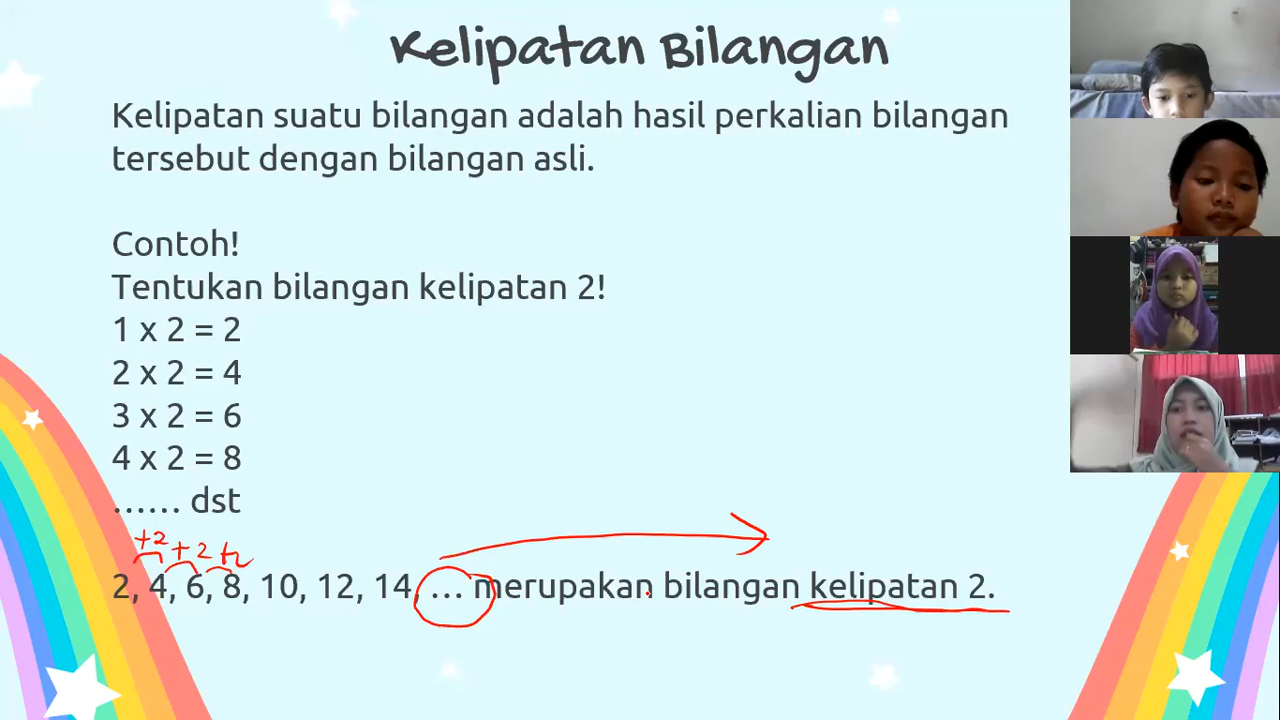 Kelipatan Bilangan
Kelipatan suatu bilangan adalah hasil perkalian bilangan
tersebut dengan bilangan asli.
Contoh!
Tentukan bilangan kelipatan 2!
1 x 2 = 2
2 x 2 = 4
3 x 2 = 6
4 x 2 = 8
...... dst
+2 +2 +2
2, 4, 6, 8, 10, 12, 14, ... merupakan bilangan kelipatan 2.